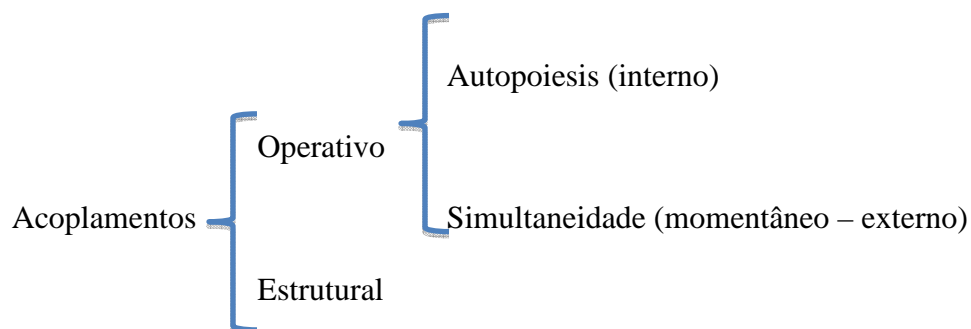 Autopoiesis (interno)
Operativo
Acoplamentos
Simultaneidade (momentâneo – externo)
Estrutural